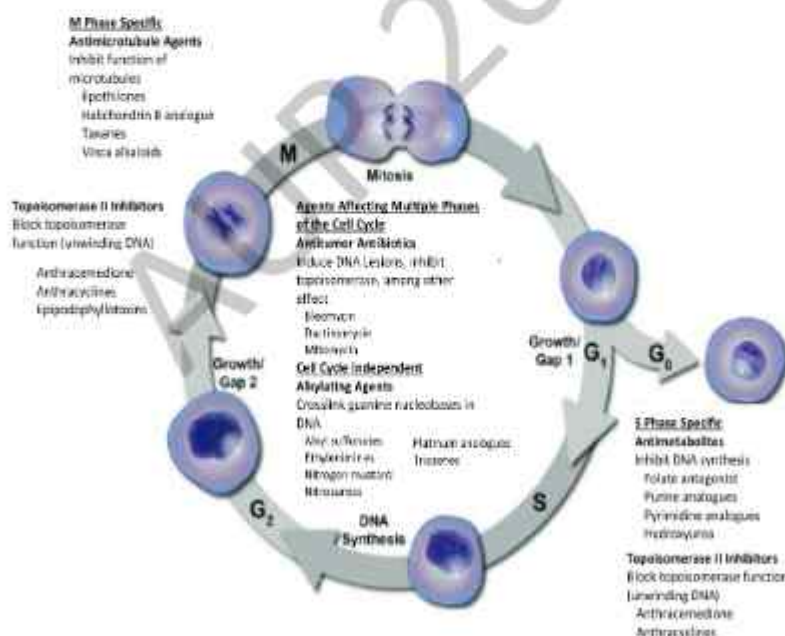 M Phase Specific
Antimicrotubule Agents
Inhibit function of
microtubules
Epothilones
Halichondrin B analogue
Taxanes
Vinca alkaloids
M
Mitosis
Topoisomerase II Inhibitors
Block topoisomerase
function (unwinding DNA)
Anthracenedione
Anthracyclines
Epipodophyllotoxins
Agents Affecting Multiple Phases
of the Cell Cycle
Antitumor Antibiotics
Induce DNA Lesions, inhibit
topoisomerase, among other
effect
Bleomycin
Dactinomycin
Mitomycin
Cell Cycle Independent
Alkylating Agents
Crosslink guanine nucleobases in
DNA
Alkyl sulfonates
Ethylenimines
Nitrogen mustard
Nitrosureas
Platinum analogues
Triazenes
Growth/
Gap 1
G₁
G₀
Growth/
Gap 2
G₂
DNA
Synthesis
S
S Phase Specific
Antimetabolites
Inhibit DNA synthesis
Folate antagonist
Purine analogues
Pyrimidine analogues
Hydroxyurea
Topoisomerase II Inhibitors
Block topoisomerase function
(unwinding DNA)
Anthracenedione
Anthracyclines